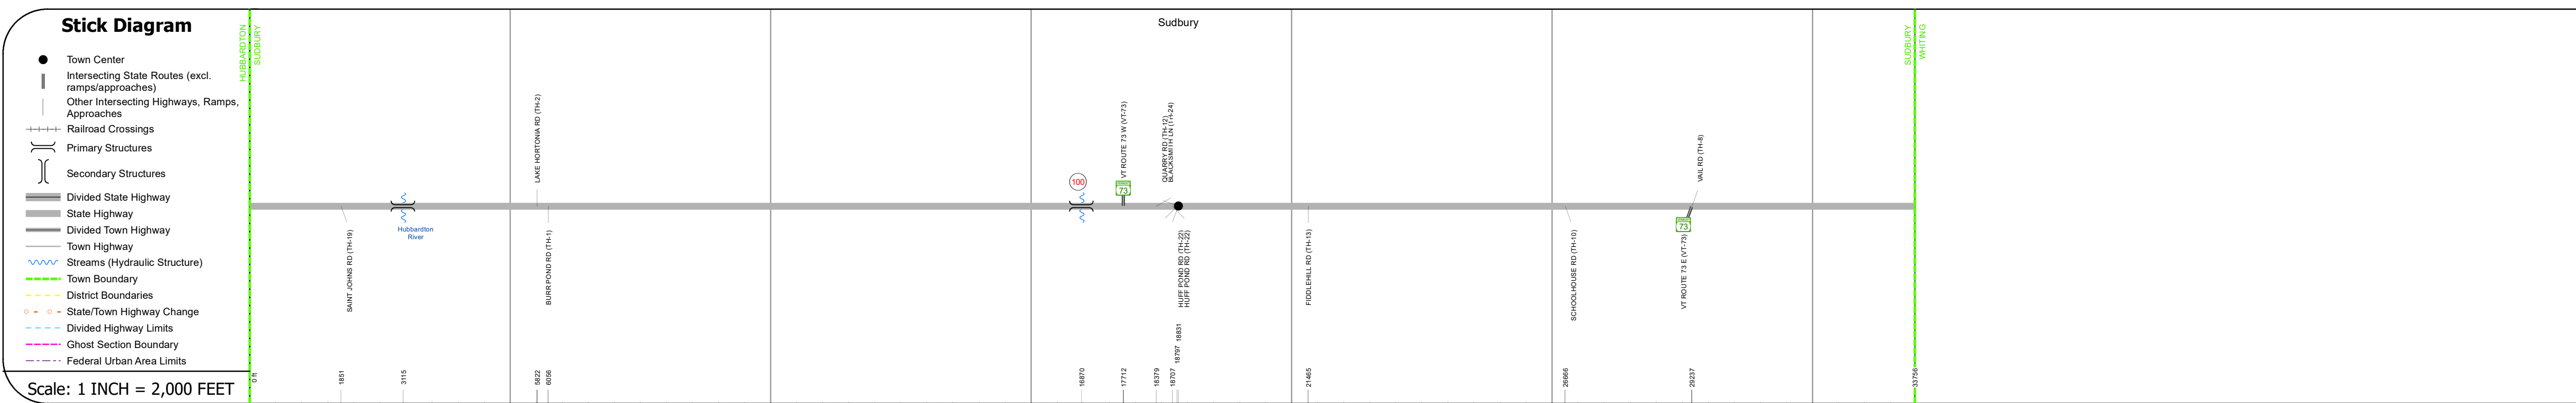 Stick Diagram
Town Center
Intersecting State Routes (excl.
ramps/approaches)
Other Intersecting Highways, Ramps,
Approaches
Railroad Crossings
Primary Structures
Secondary Structures
Divided State Highway
State Highway
Divided Town Highway
Town Highway
Streams (Hydraulic Structure)
Town Boundary
District Boundaries
State/Town Highway Change
Divided Highway Limits
Ghost Section Boundary
Federal Urban Area Limits
Scale: 1 INCH = 2,000 FEET
HUBBARDTON
SUDBURY
Sudbury
SUDBURY
WHITING
SAINT JOHNS RD (TH-19)
Hubbardton
River
LAKE HORTONIA RD (TH-2)
BURR POND RD (TH-1)
100
VT ROUTE 73 W (VT-73)
73
QUARRY RD (TH-12)
BLACKSMITH LN (TH-24)
HUFF POND RD (TH-22)
HUFF POND RD (TH-22)
FIDDLEHILL RD (TH-13)
SCHOOLHOUSE RD (TH-10)
VAIL RD (TH-8)
73
VT ROUTE 73 E (VT-73)
0 ft
1851
3115
5822
6056
16870
17712
18379
18707
18797
18831
21465
26666
29237
33756